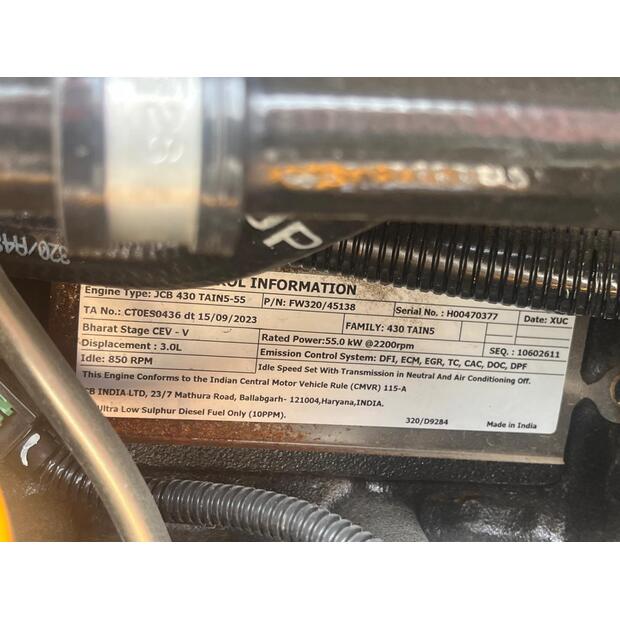 320/A4
JP
OL INFORMATION
Engine Type: JCB 430 TAIN5-55 P/N: FW320/45138 Serial No. : H00470377 Date: XUC
TA No.: CT0ES0436 dt 15/09/2023 FAMILY: 430 TAIN5
Bharat Stage CEV - V Rated Power:55.0 kW @2200rpm SEQ. : 10602611
Displacement : 3.0L Emission Control System: DFI, ECM, EGR, TC, CAC, DOC, DPF
Idle: 850 RPM Idle Speed Set With Transmission in Neutral And Air Conditioning Off.
This Engine Conforms to the Indian Central Motor Vehicle Rule (CMVR) 115-A
CB INDIA LTD, 23/7 Mathura Road, Ballabgarh- 121004,Haryana,INDIA.
Ultra Low Sulphur Diesel Fuel Only (10PPM). 320/D9284 Made in India